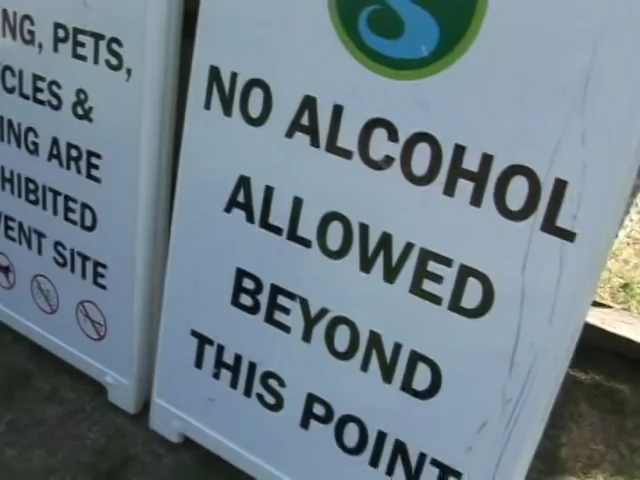 NG, PETS,
CLES &
ING ARE
HIBITED
VENT SITE
NO ALCOHOL
ALLOWED
BEYOND
THIS POINT